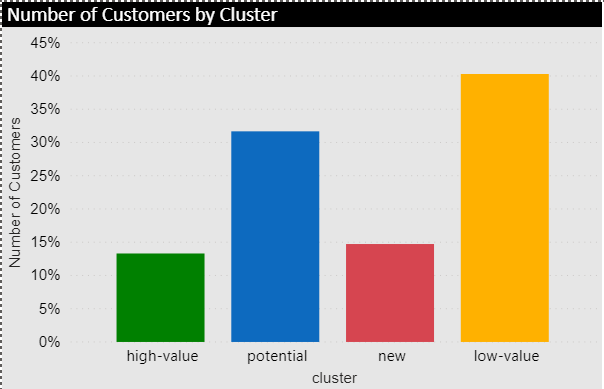 Number of Customers by Cluster
Number of Customers
45%
40%
35%
30%
25%
20%
15%
10%
5%
0%
high-value potential new low-value
cluster